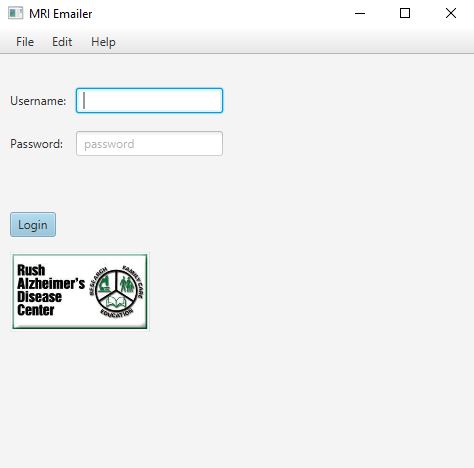 MRI Emailer
File Edit Help
Username:
Password: password
Login
Rush
Alzheimer's
Disease
Center
RESEARCH
FAMILY CARE
EDUCATION